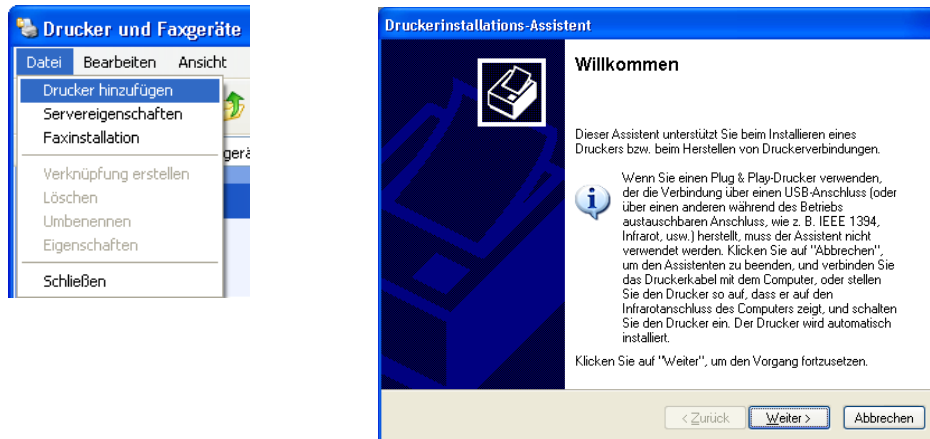 Drucker und Faxgeräte
Datei Bearbeiten Ansicht
Drucker hinzufügen
Servereigenschaften
Faxinstallation
Verknüpfung erstellen
Löschen
Umbenennen
Eigenschaften
Schließen
Druckerinstallations-Assistent
Willkommen
Dieser Assistent unterstützt Sie beim Installieren eines
Druckers bzw. beim Herstellen von Druckerverbindungen.
Wenn Sie einen Plug & Play-Drucker verwenden,
der die Verbindung über einen USB-Anschluss (oder
über einen anderen während des Betriebs
austauschbaren Anschluss, wie z. B. IEEE 1394,
Infrarot, usw.) herstellt, muss der Assistent nicht
verwendet werden. Klicken Sie auf "Abbrechen",
um den Assistenten zu beenden, und verbinden Sie
das Druckerkabel mit dem Computer, oder stellen
Sie den Drucker so auf, dass er auf den
Infrarotanschluss des Computers zeigt, und schalten
Sie den Drucker ein. Der Drucker wird automatisch
installiert.
Klicken Sie auf "Weiter", um den Vorgang fortzusetzen.
< Zurück Weiter > Abbrechen